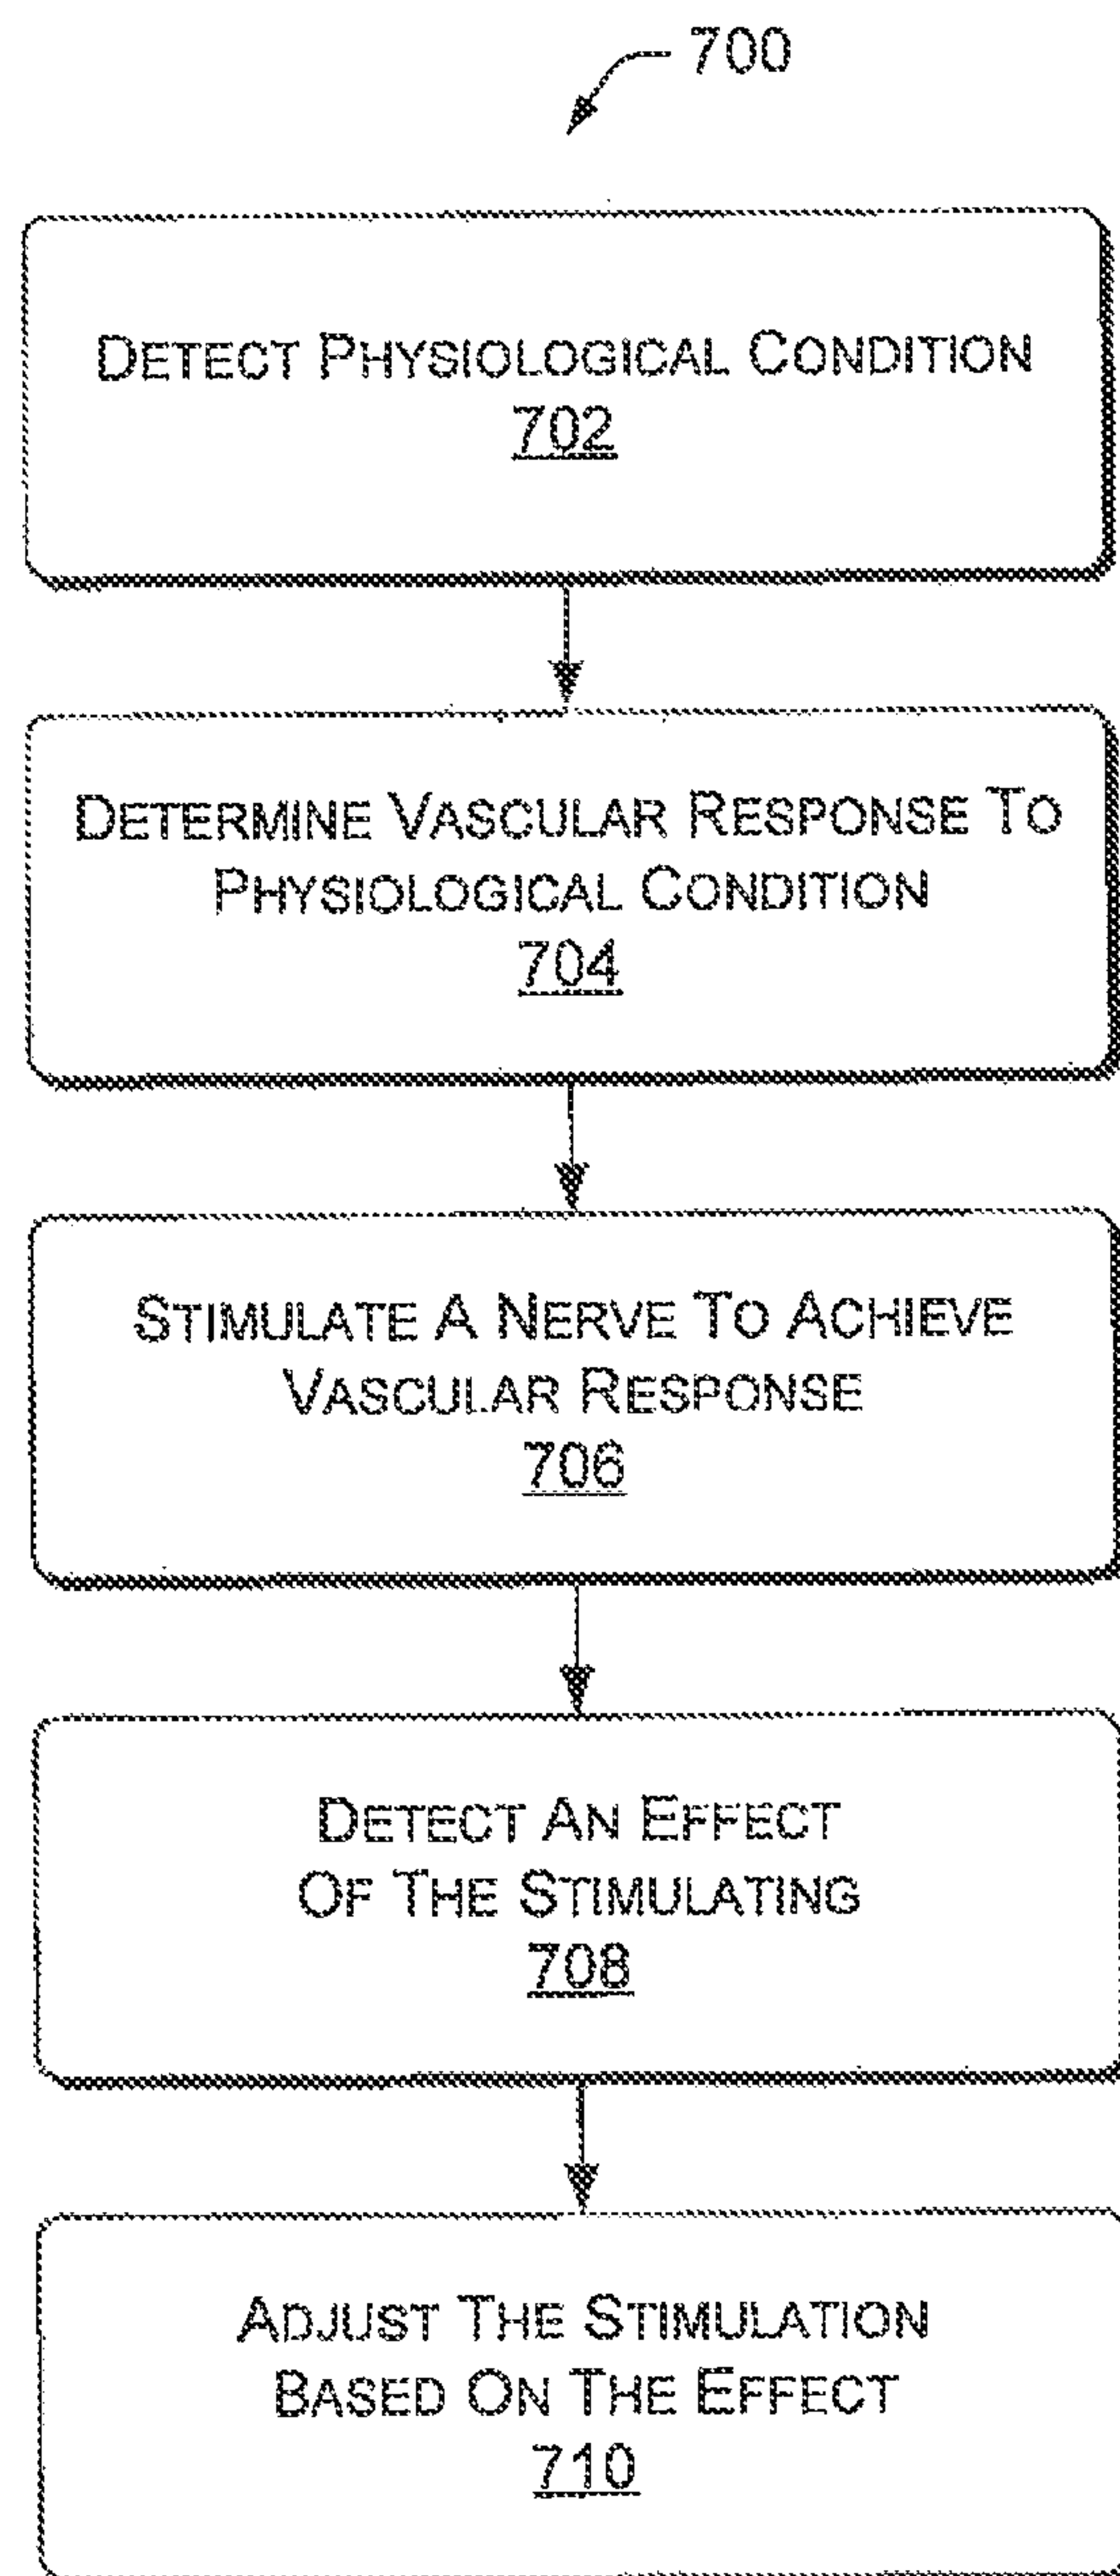 700
DETECT PHYSIOLOGICAL CONDITION
702
DETERMINE VASCULAR RESPONSE TO
PHYSIOLOGICAL CONDITION
704
STIMULATE A NERVE TO ACHIEVE
VASCULAR RESPONSE
706
DETECT AN EFFECT
OF THE STIMULATING
708
ADJUST THE STIMULATION
BASED ON THE EFFECT
710